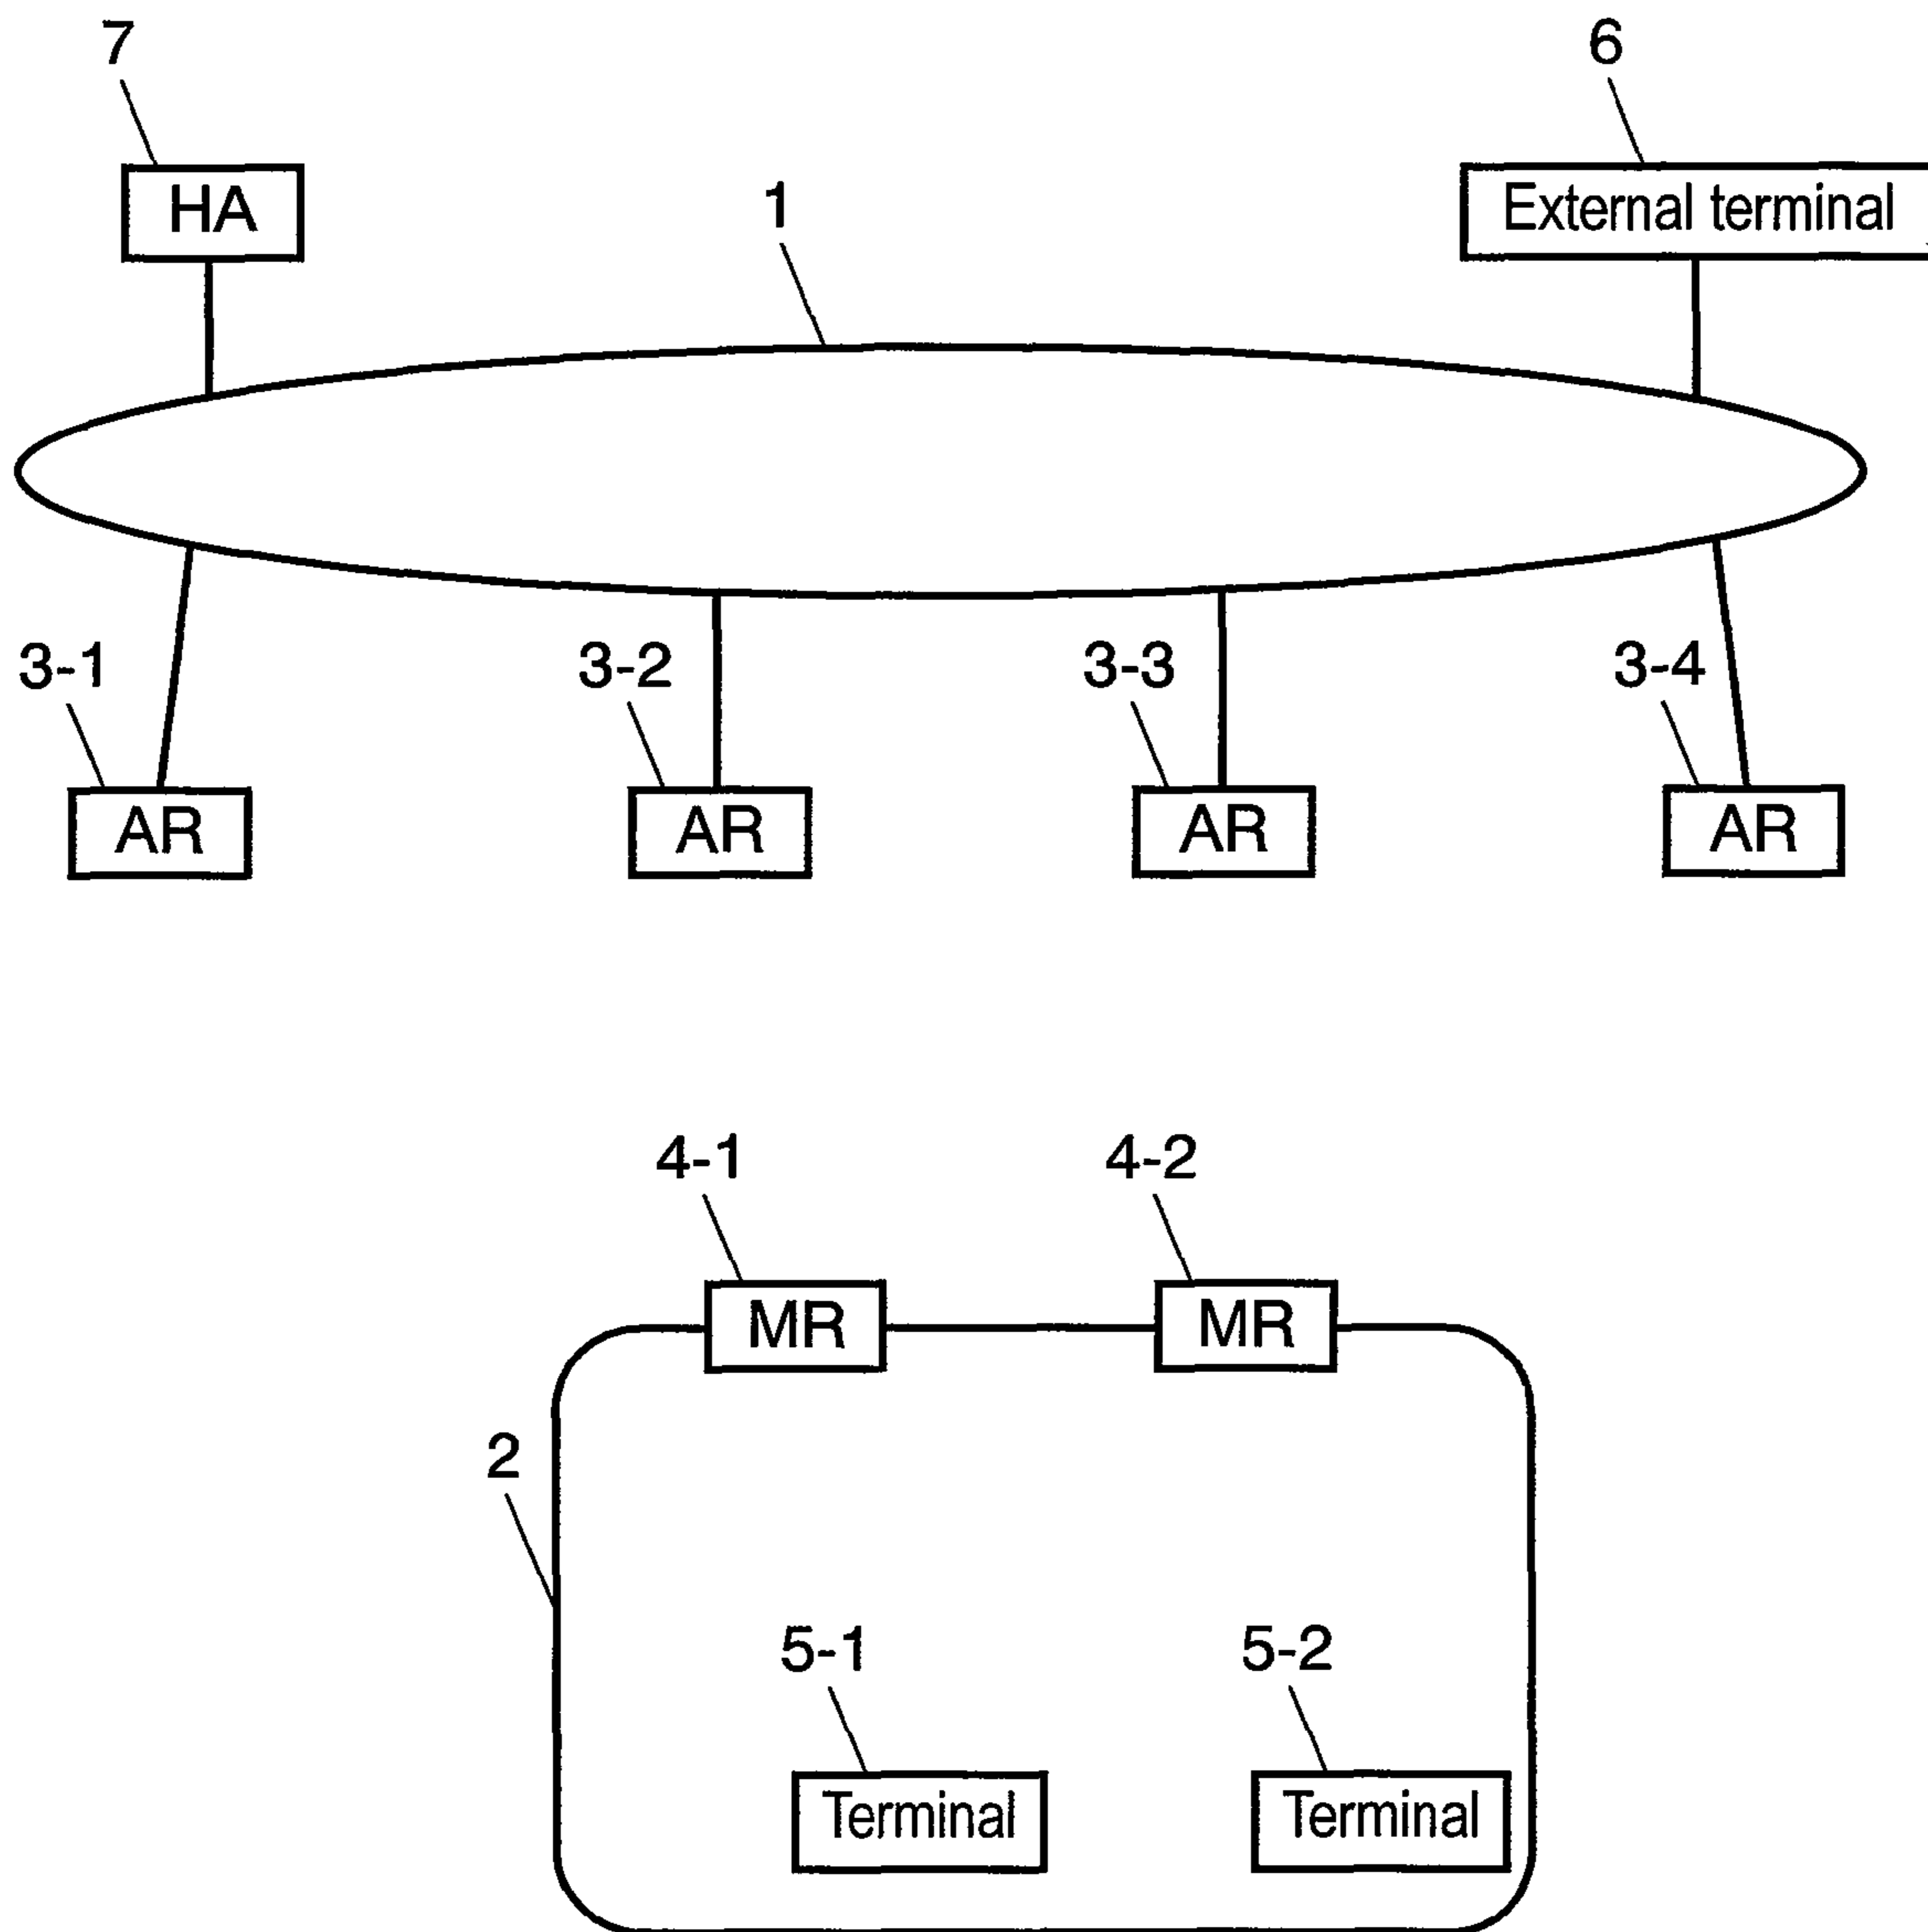 7
6
HA
1
External terminal
3-1
3-2
3-3
3-4
AR
AR
AR
AR
4-1
4-2
MR
MR
2
5-1
5-2
Terminal
Terminal